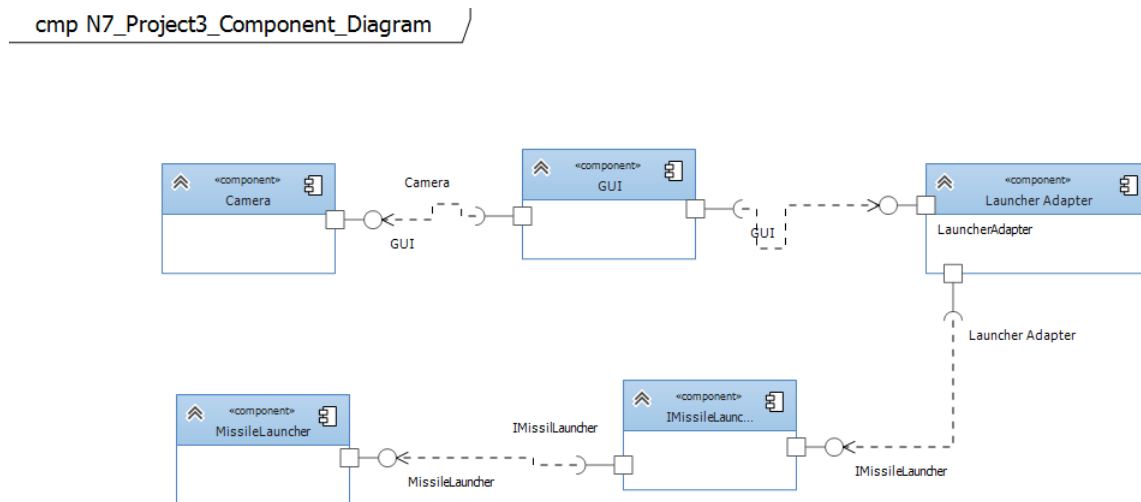 cmp N7_Project3_Component_Diagram
«component»
Camera
Camera
GUI
«component»
GUI
GUI
«component»
Launcher Adapter
LauncherAdapter
Launcher Adapter
«component»
MissileLauncher
IMissilLauncher
MissileLauncher
«component»
IMissileLaunc...
IMissileLauncher